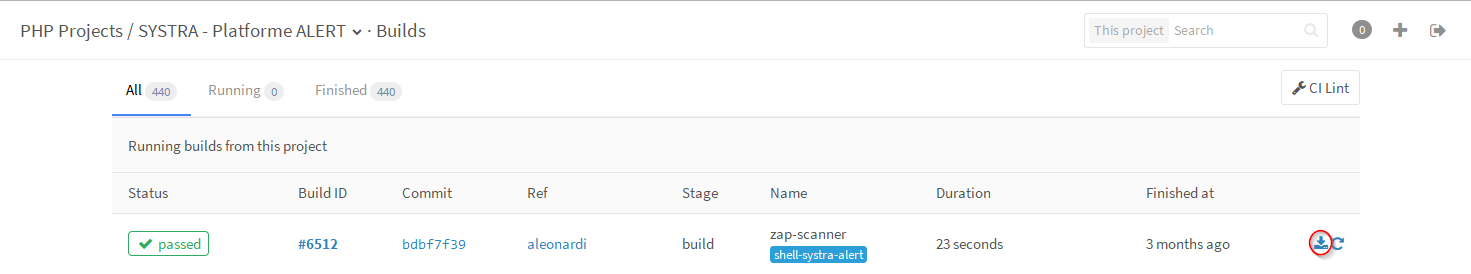 PHP Projects / SYSTRA - Platforme ALERT · Builds
This project Search
0
All 440 Running 0 Finished 440
CI Lint
Running builds from this project
Status Build ID Commit Ref Stage Name Duration Finished at
passed #6512 bdbf7f39 aleonardi build zap-scanner 23 seconds 3 months ago
shell-systra-alert